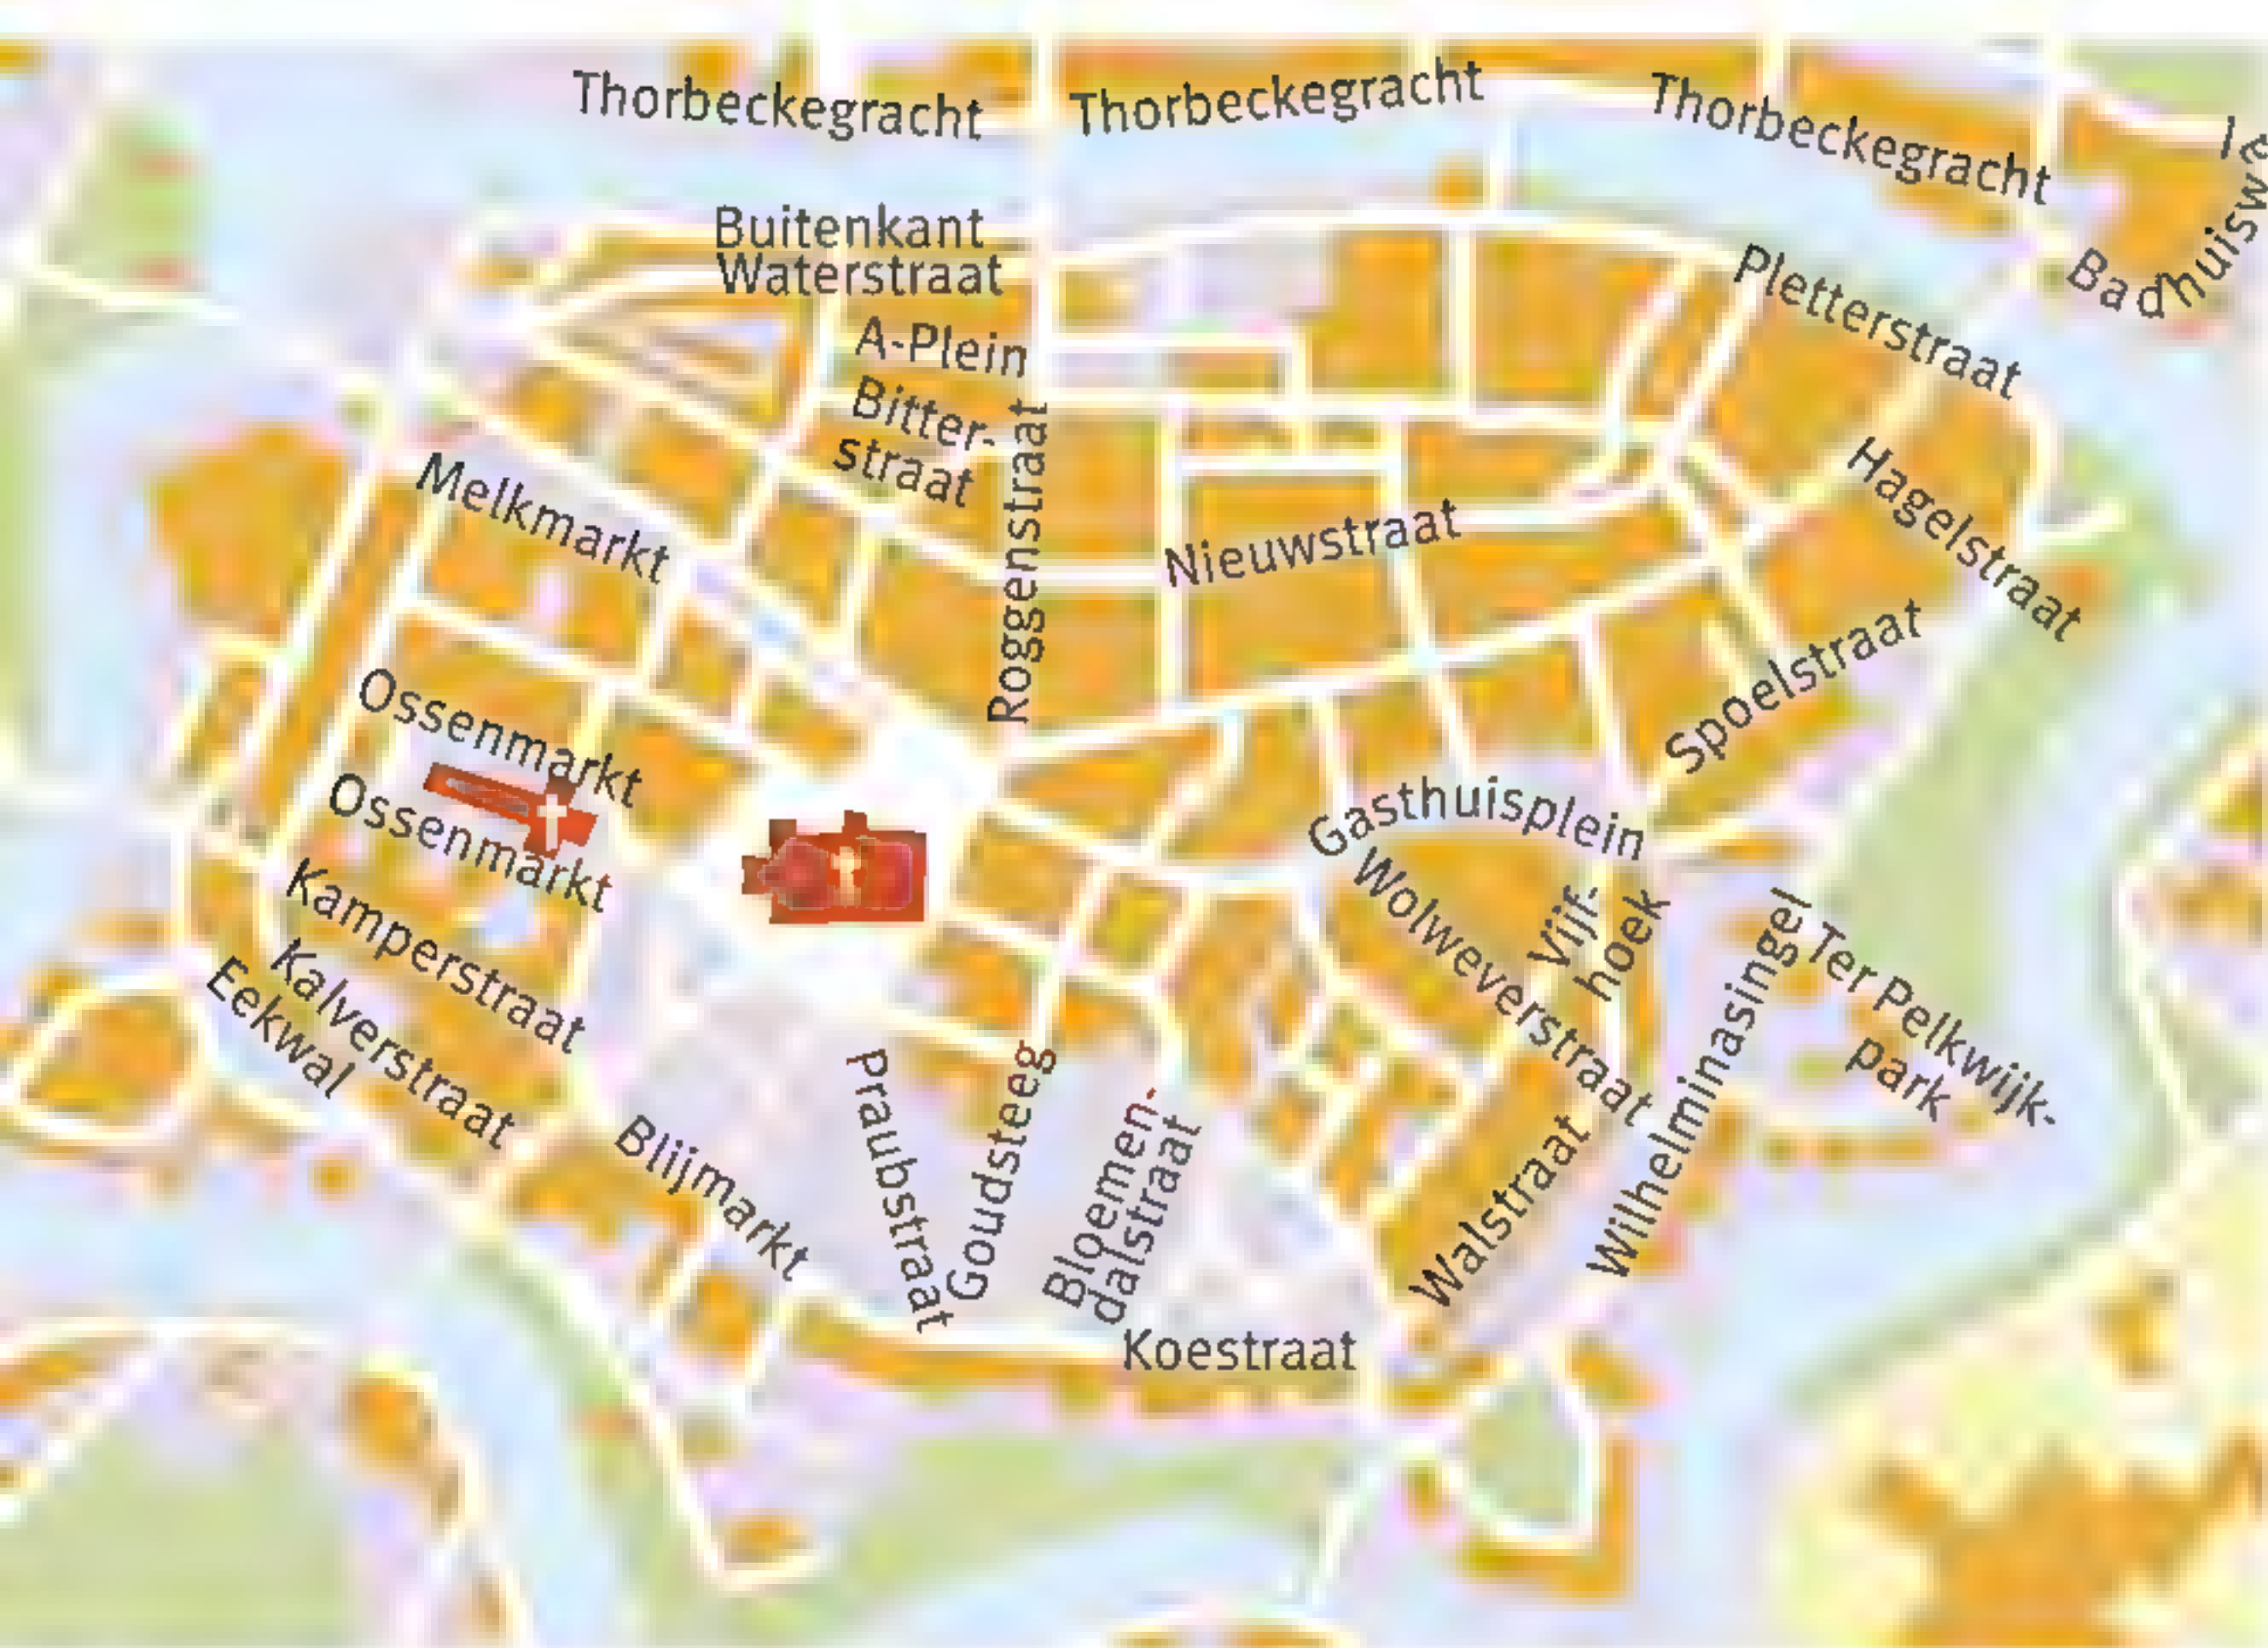 Thorbeckegracht
Thorbeckegracht
Thorbeckegracht
Badhuisw
Buitenkant
Waterstraat
A-Plein
Bitter-
straat
Roggenstraat
Pletterstraat
Hagelstraat
Melkmarkt
Nieuwstraat
Spoelstraat
Ossenmarkt
Ossenmarkt
Gasthuisplein
G Wolweverstraat
Vijf-
hoek
Kamperstraat
Kalverstraat
Eekwal
Wilhelminasingel
Ter Pelkwijk-
park
Blijmarkt
Praubstraat
Goudsteeg
Bloemen-
dalstraat
Walstraat
Koestraat